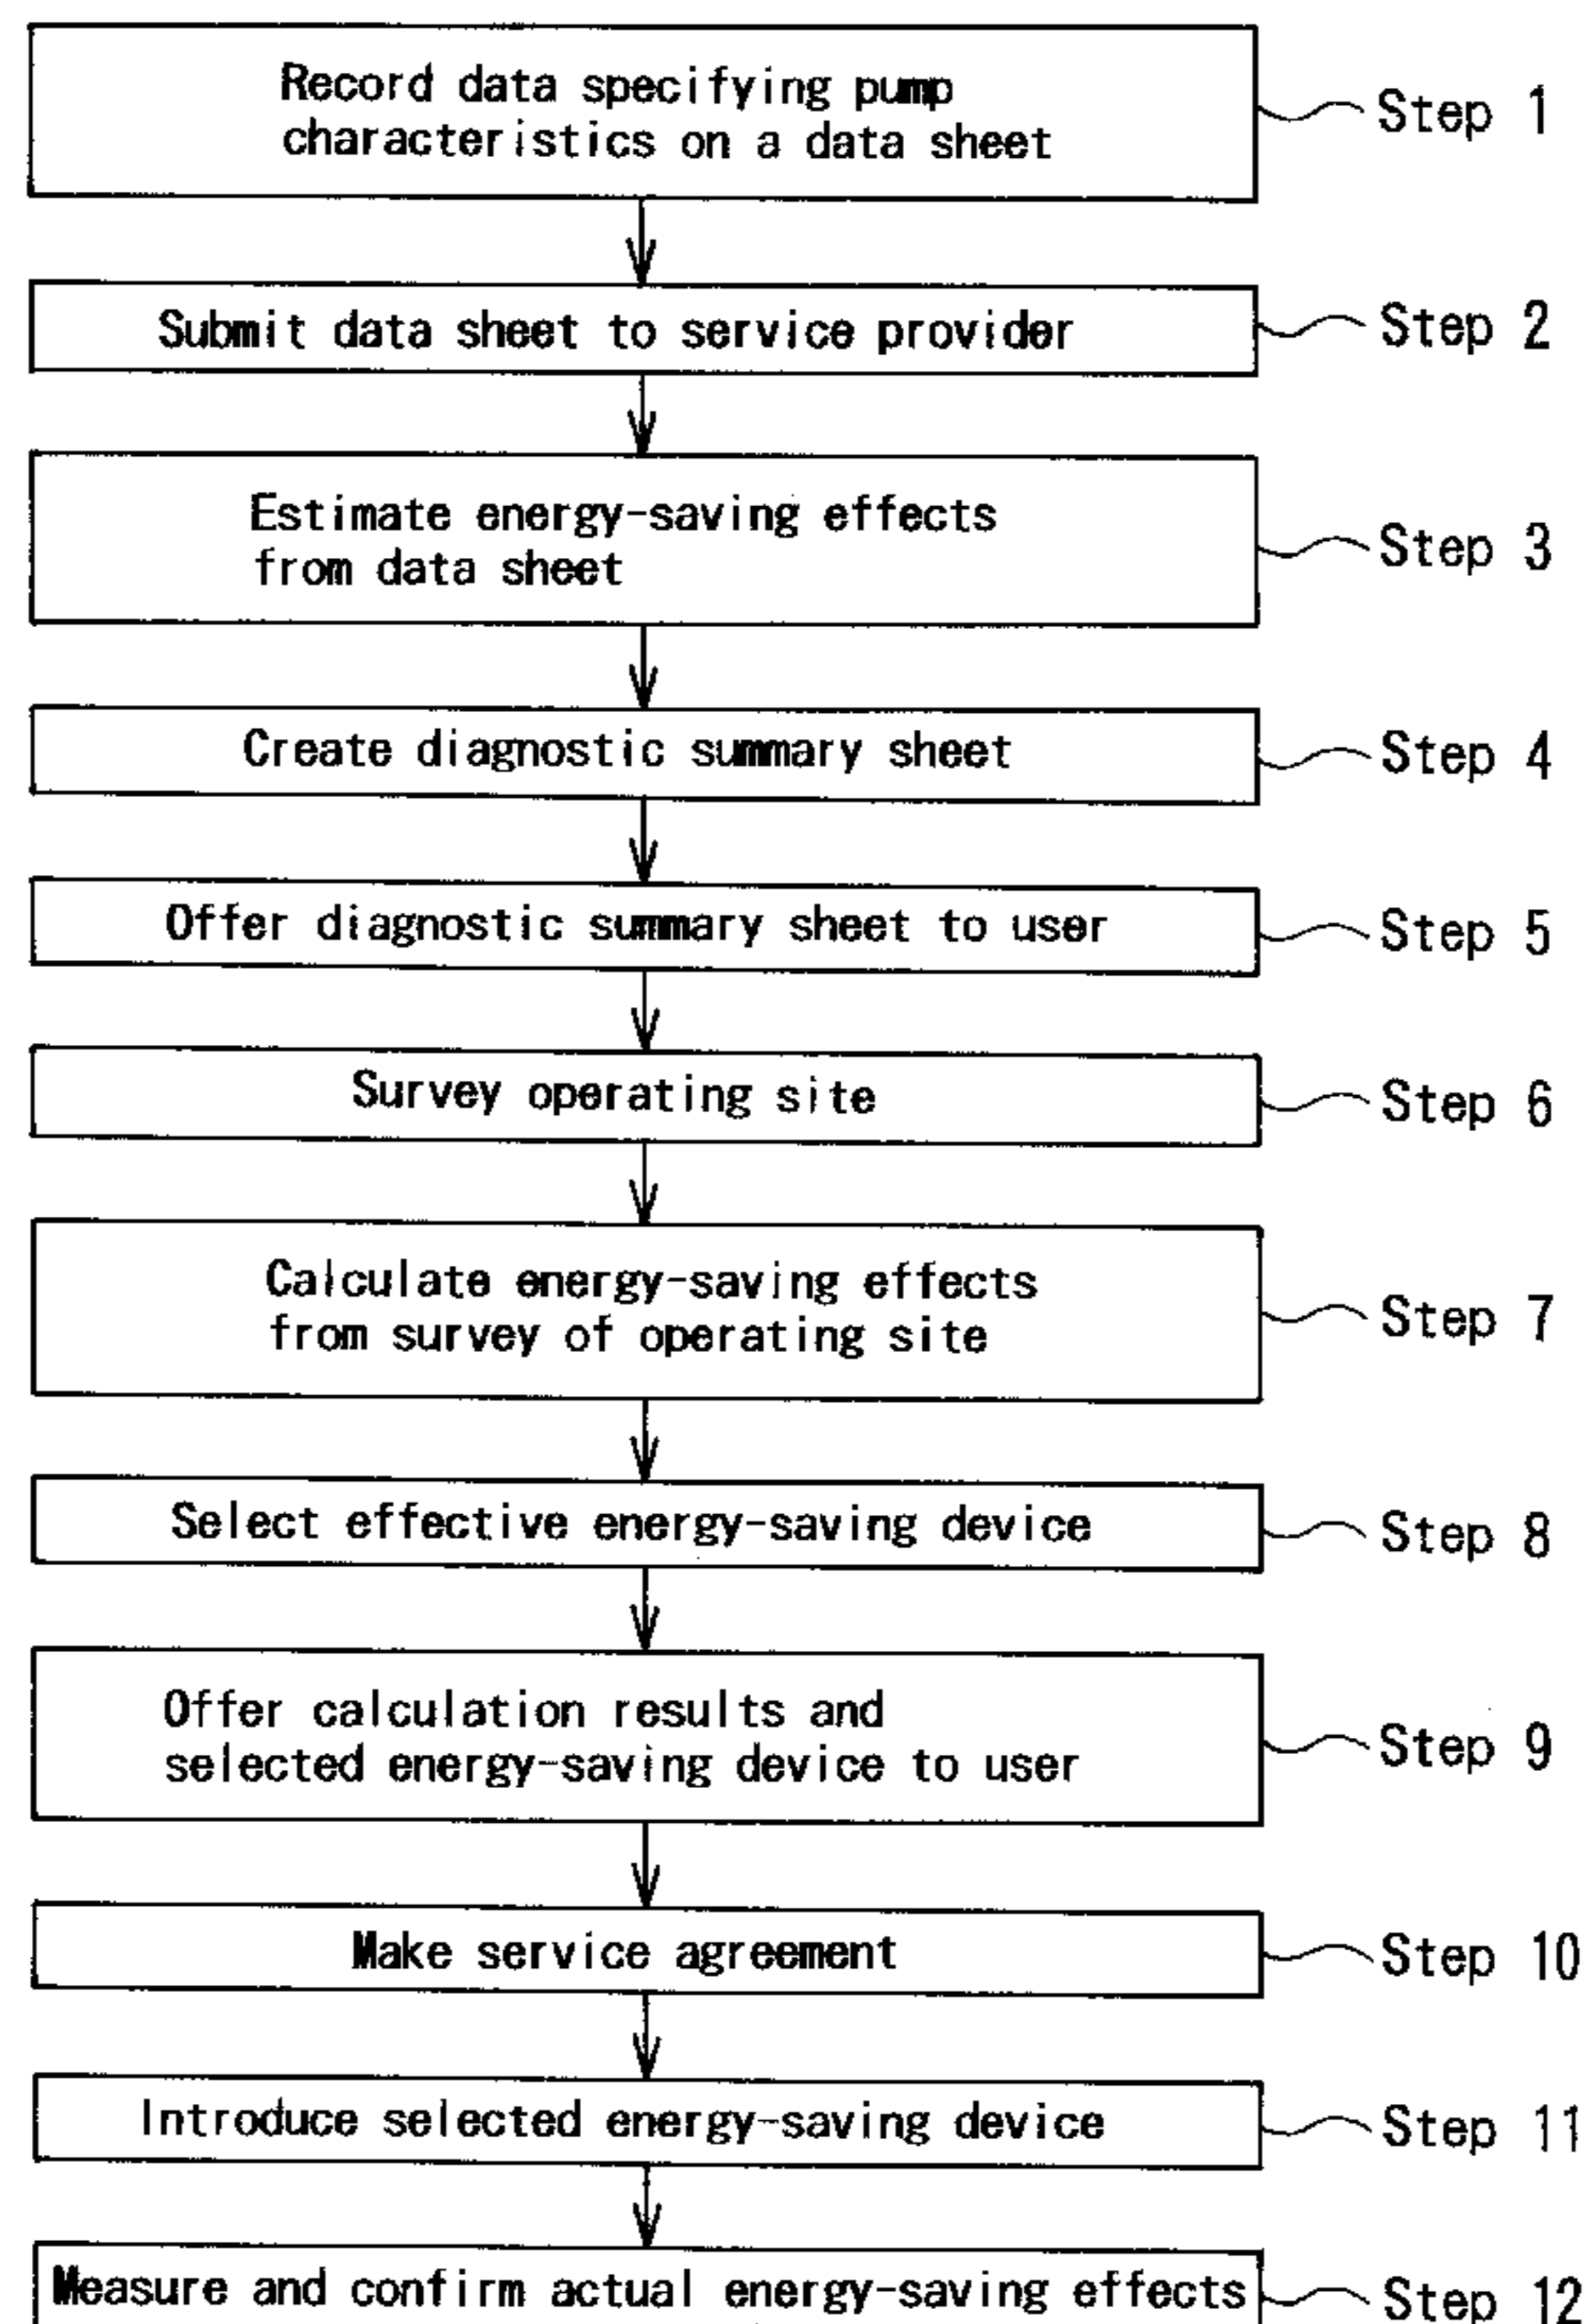 Record data specifying pump
characteristics on a data sheet
Step 1
Submit data sheet to service provider
Step 2
Estimate energy-saving effects
from data sheet
Step 3
Create diagnostic summary sheet
Step 4
Offer diagnostic summary sheet to user
Step 5
Survey operating site
Step 6
Calculate energy-saving effects
from survey of operating site
Step 7
Select effective energy-saving device
Step 8
Offer calculation results and
selected energy-saving device to user
Step 9
Make service agreement
Step 10
Introduce selected energy-saving device
Step 11
Measure and confirm actual energy-saving effects
Step 12